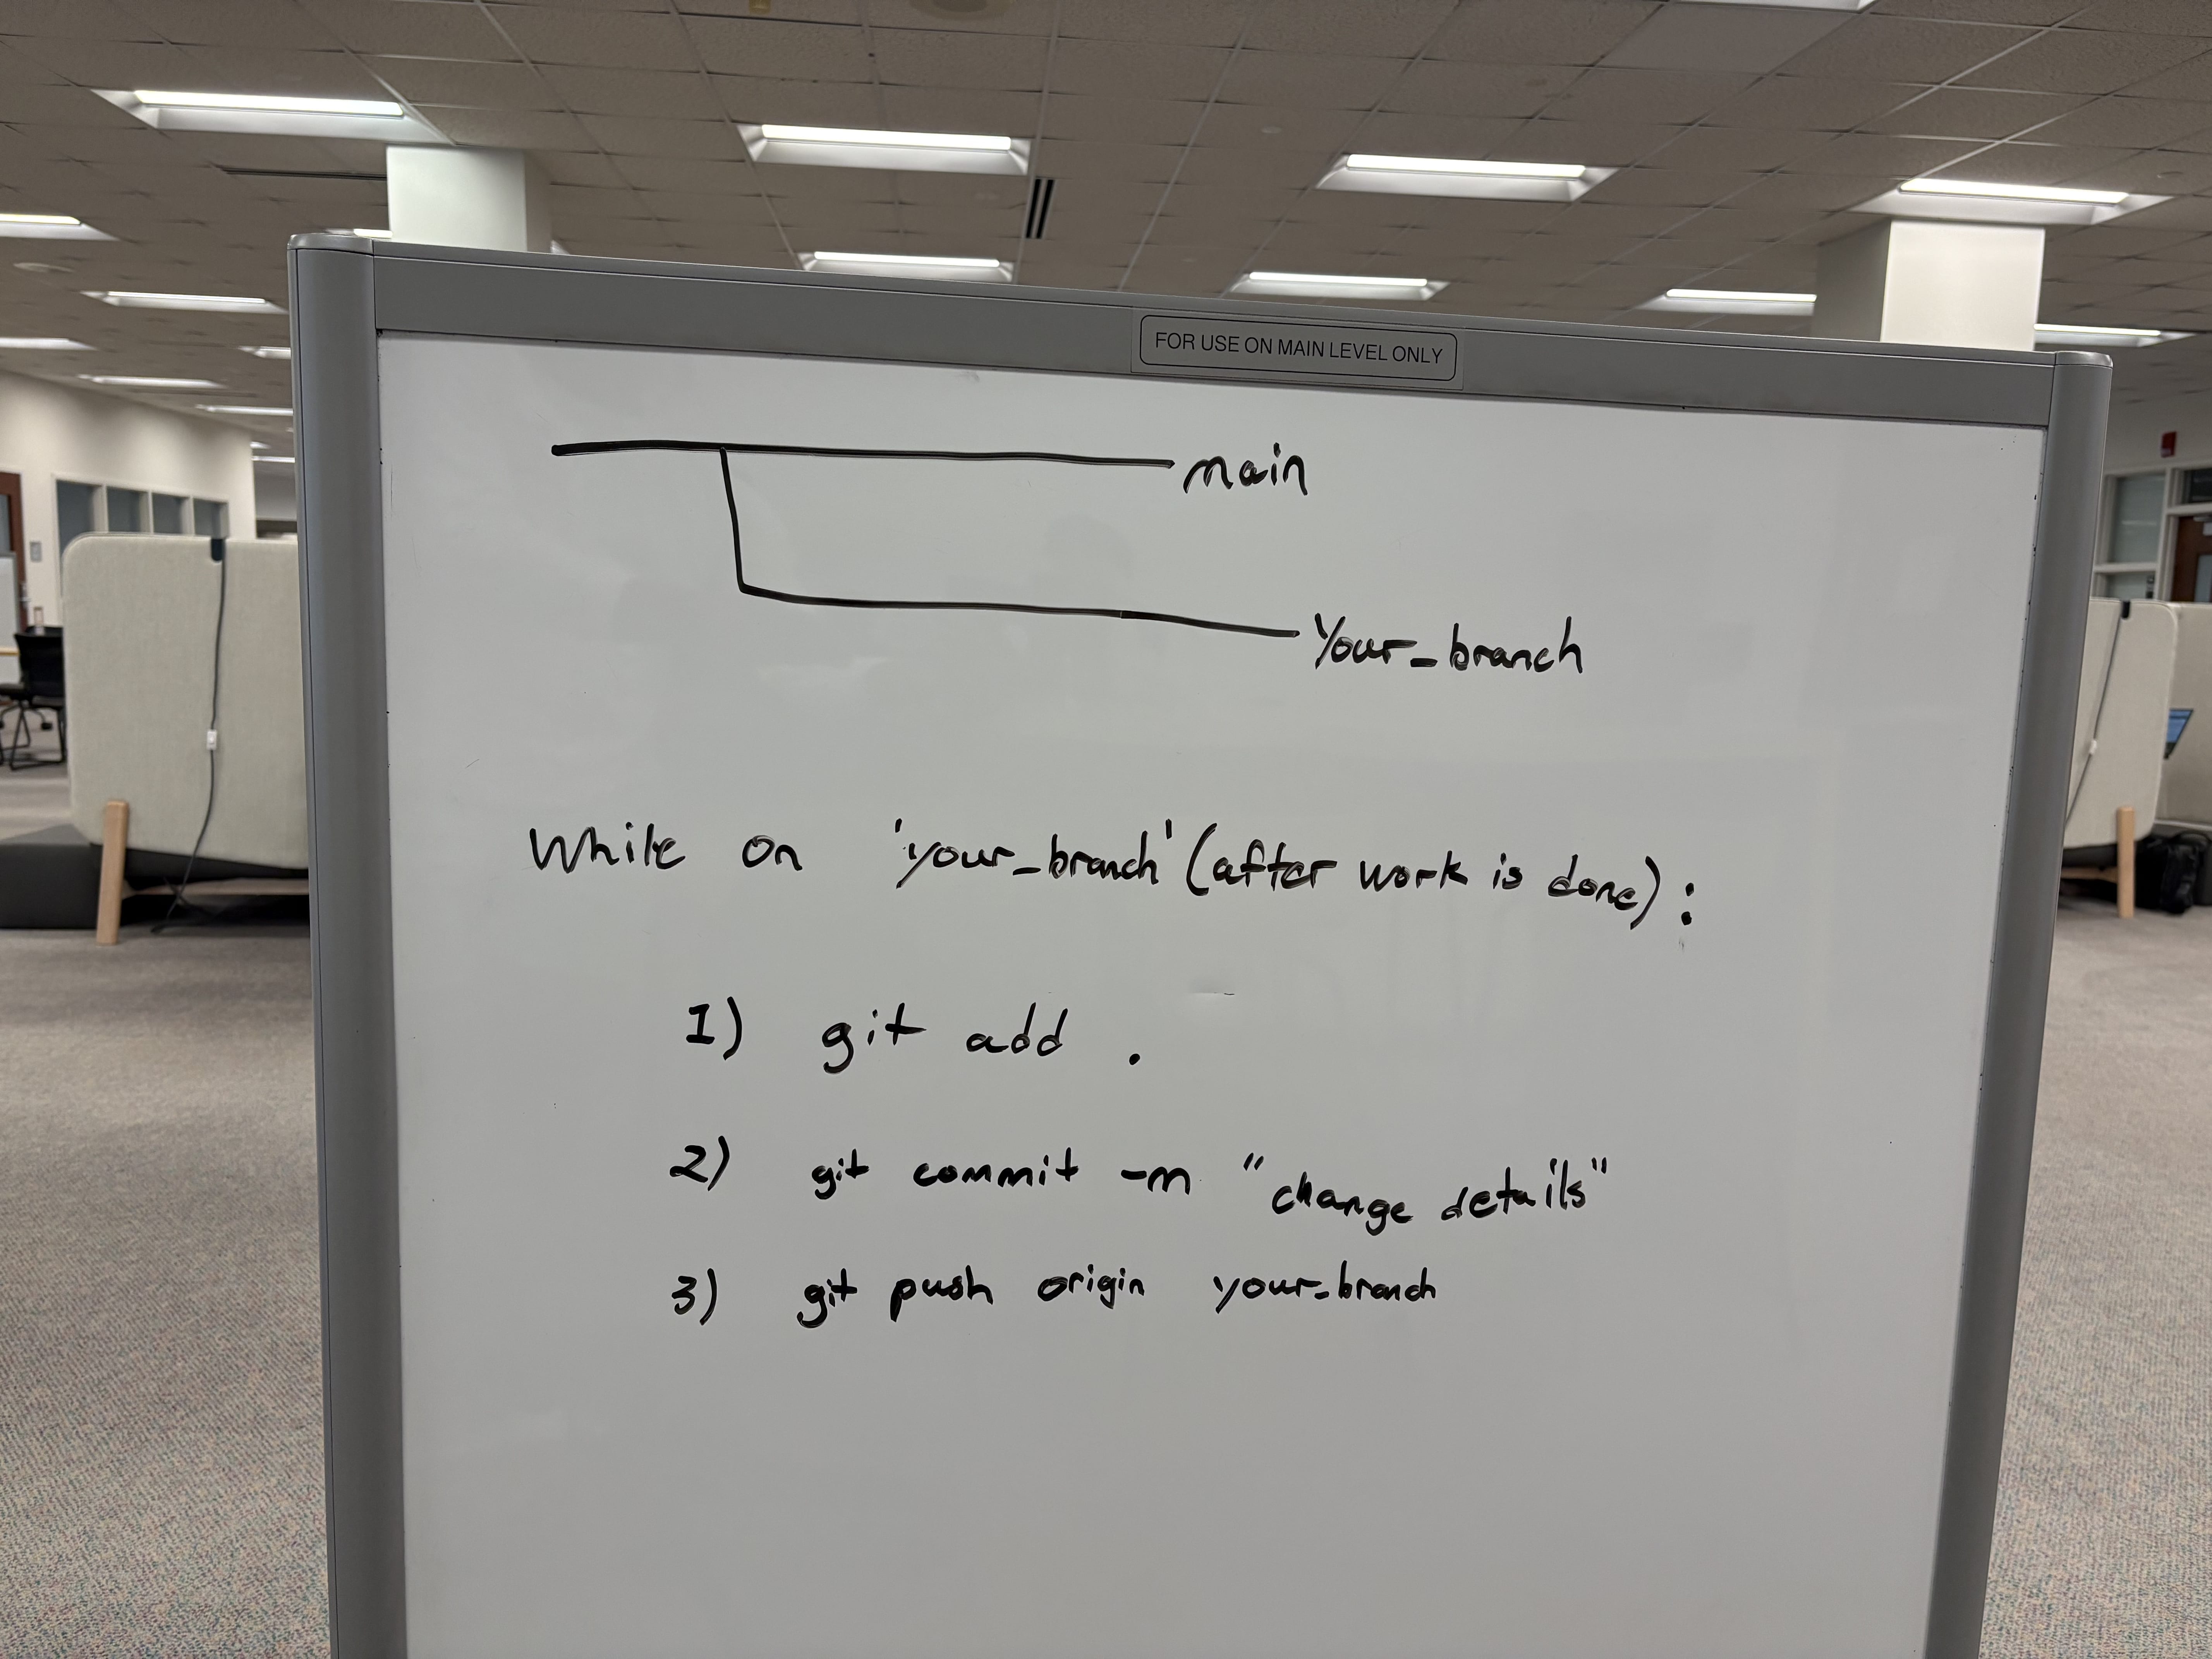 FOR USE ON MAIN LEVEL ONLY
main
Your_branch
While on 'your_branch' (after work is done):
1) git add .
2) git commit -m "change details"
3) git push origin your_branch